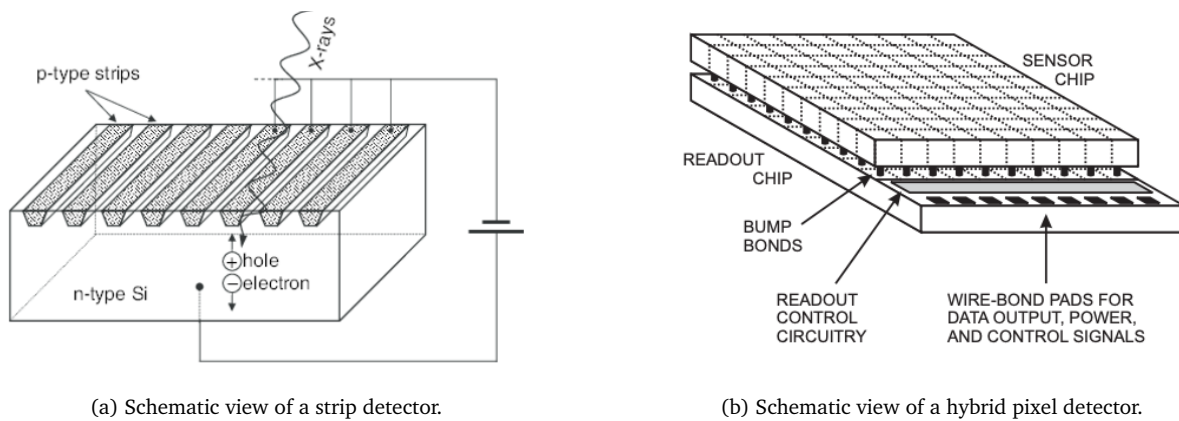 X-rays
p-type strips
+ hole
− electron
n-type Si
(a) Schematic view of a strip detector.
SENSOR
CHIP
READOUT
CHIP
BUMP
BONDS
READOUT
CONTROL
CIRCUITRY
WIRE-BOND PADS FOR
DATA OUTPUT, POWER,
AND CONTROL SIGNALS
(b) Schematic view of a hybrid pixel detector.